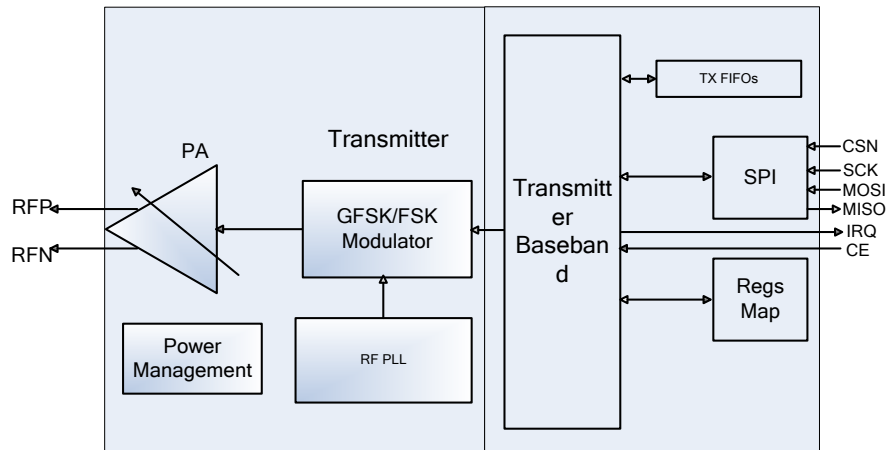 TX FIFOs
Transmitter
PA
CSN
SCK
MOSI
MISO
SPI
RFP
RFN
GFSK/FSK
Modulator
Transmitt
er
Baseban
d
IRQ
CE
Regs
Map
Power
Management
RF PLL